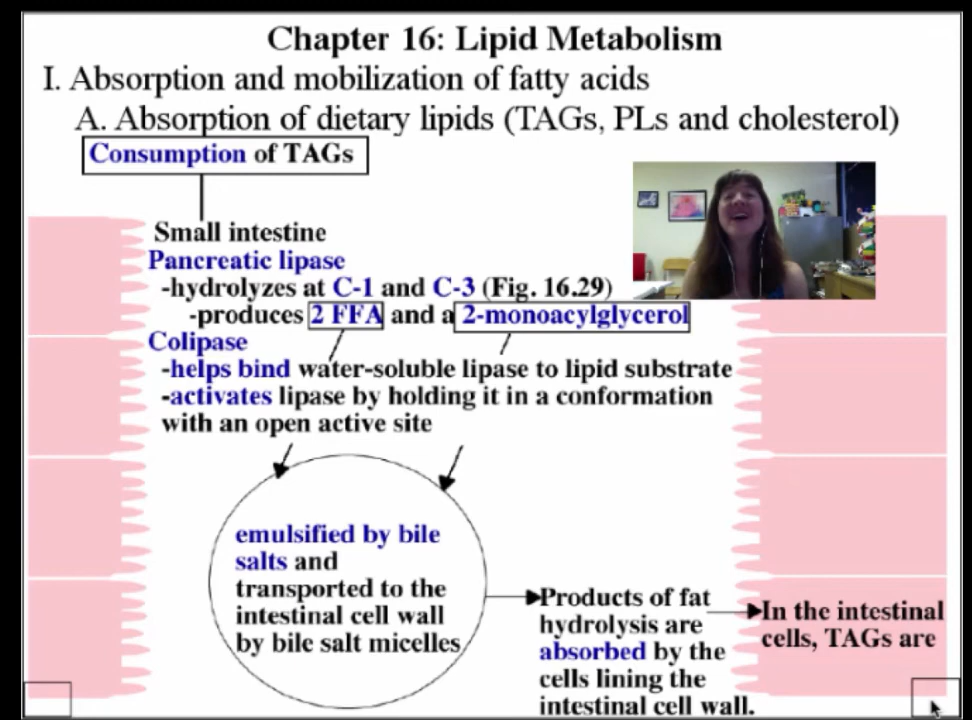 Chapter 16: Lipid Metabolism
I. Absorption and mobilization of fatty acids
A. Absorption of dietary lipids (TAGs, PLs and cholesterol)
Consumption of TAGs
Small intestine
Pancreatic lipase
-hydrolyzes at C-1 and C-3 (Fig. 16.29)
-produces 2 FFA and a 2-monoacylglycerol
Colipase
-helps bind water-soluble lipase to lipid substrate
-activates lipase by holding it in a conformation
with an open active site
emulsified by bile
salts and
transported to the
intestinal cell wall
by bile salt micelles
Products of fat
hydrolysis are
absorbed by the
cells lining the
intestinal cell wall.
In the intestinal
cells, TAGs are